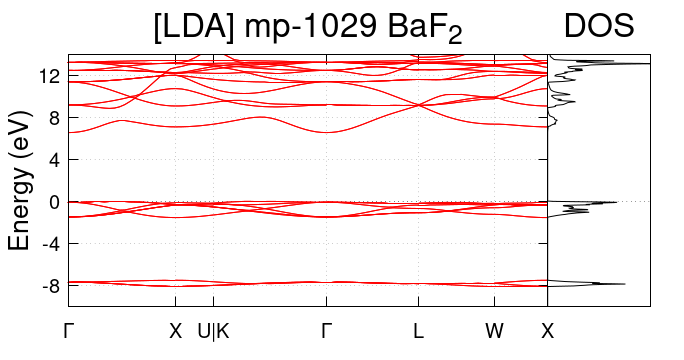 [LDA] mp-1029 BaF2 DOS
Energy (eV)
12
8
4
0
-4
-8
Γ X U|K Γ L W X